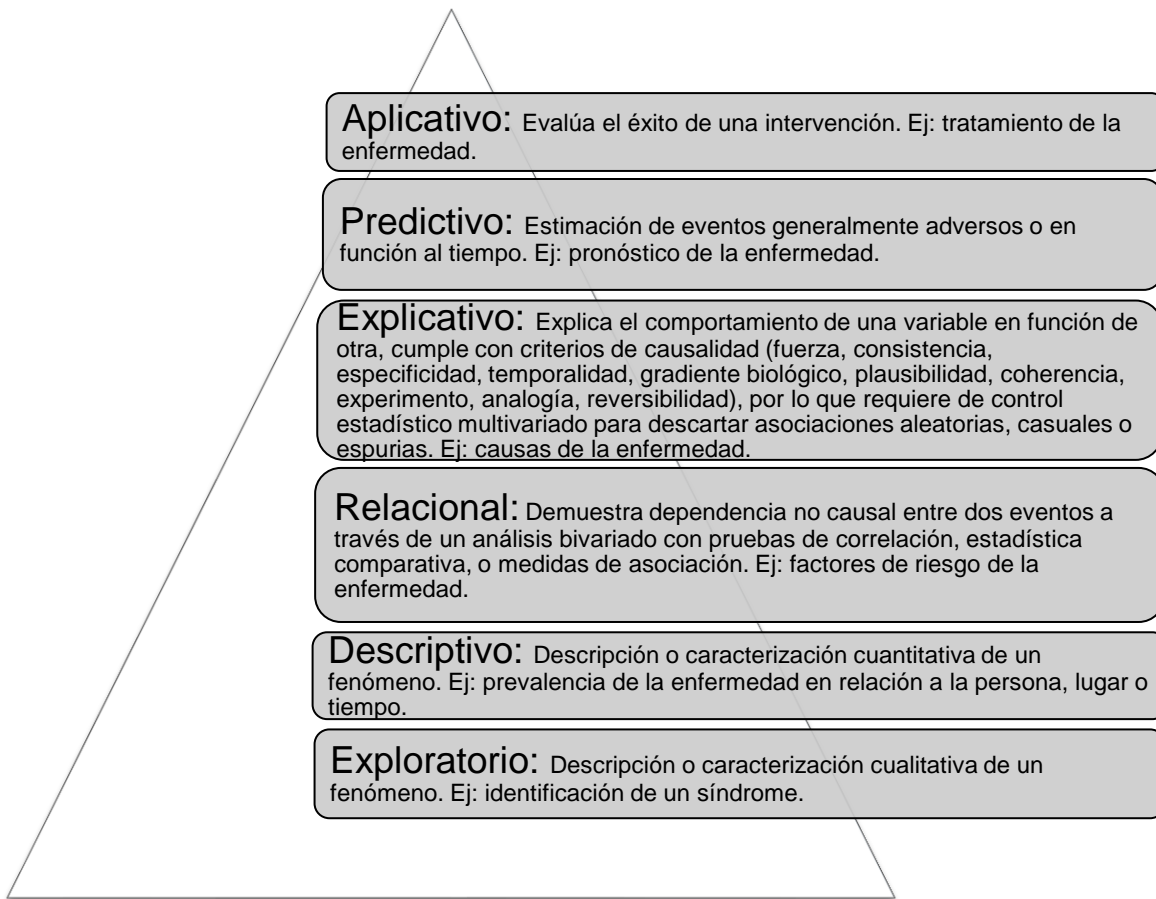 Aplicativo: Evalúa el éxito de una intervención. Ej: tratamiento de la
enfermedad.
Predictivo: Estimación de eventos generalmente adversos o en
función al tiempo. Ej: pronóstico de la enfermedad.
Explicativo: Explica el comportamiento de una variable en función de
otra, cumple con criterios de causalidad (fuerza, consistencia,
especificidad, temporalidad, gradiente biológico, plausibilidad, coherencia,
experimento, analogía, reversibilidad), por lo que requiere de control
estadístico multivariado para descartar asociaciones aleatorias, casuales o
espurias. Ej: causas de la enfermedad.
Relacional: Demuestra dependencia no causal entre dos eventos a
través de un análisis bivariado con pruebas de correlación, estadística
comparativa, o medidas de asociación. Ej: factores de riesgo de la
enfermedad.
Descriptivo: Descripción o caracterización cuantitativa de un
fenómeno. Ej: prevalencia de la enfermedad en relación a la persona, lugar o
tiempo.
Exploratorio: Descripción o caracterización cualitativa de un
fenómeno. Ej: identificación de un síndrome.